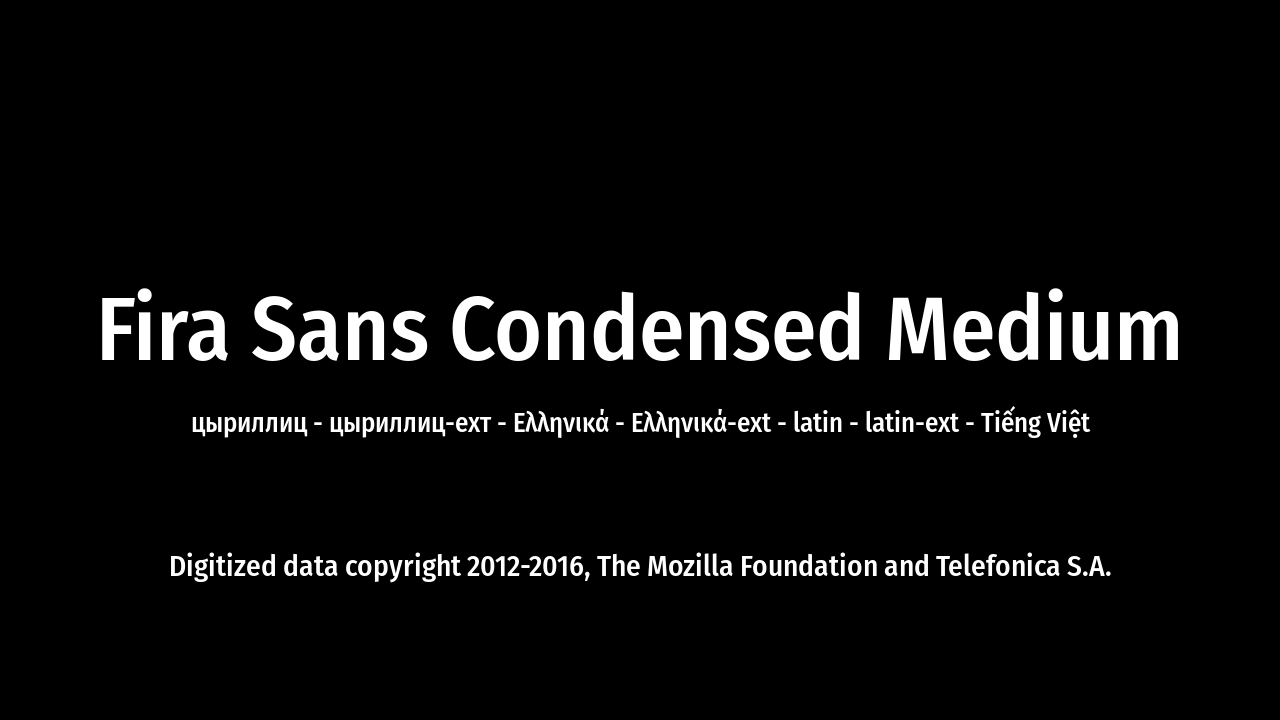 Fira Sans Condensed Medium
цыриллиц - цыриллиц-ехт - Ελληνικά - Ελληνικά-ext - latin - latin-ext - Tiếng Việt
Digitized data copyright 2012-2016, The Mozilla Foundation and Telefonica S.A.